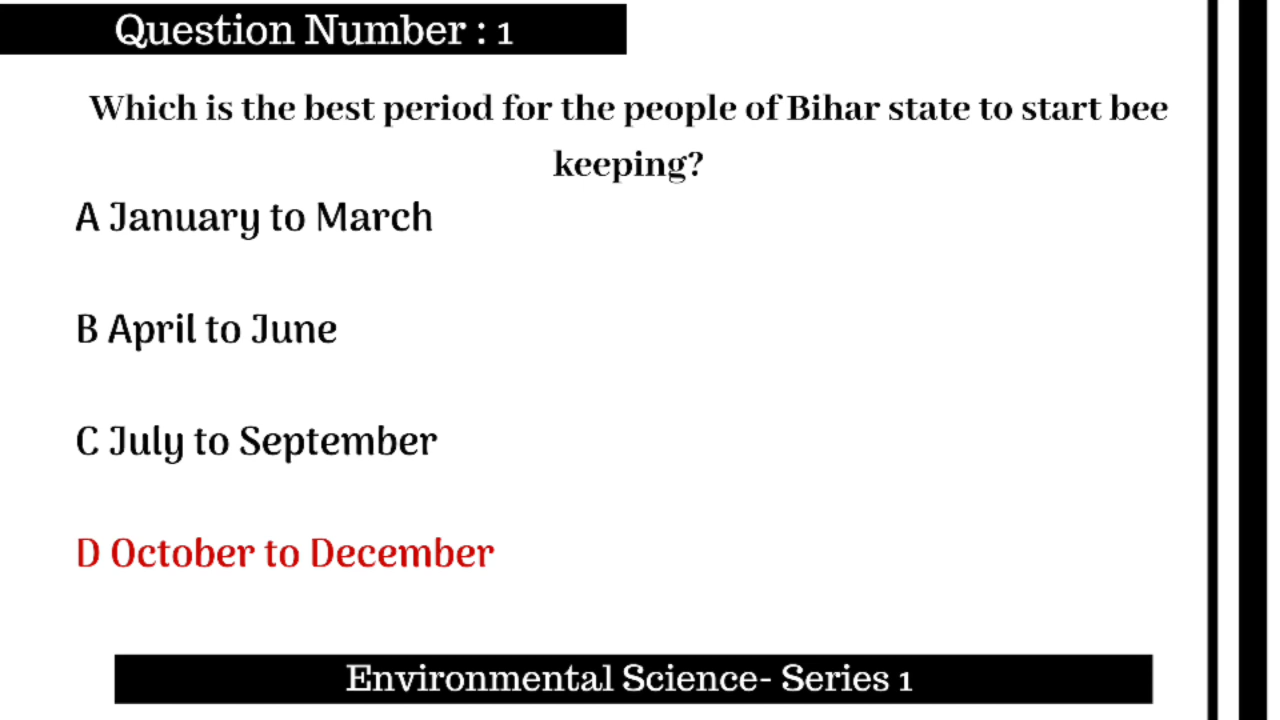 Question Number : 1
Which is the best period for the people of Bihar state to start bee
keeping?
A January to March
B April to June
C July to September
D October to December
Environmental Science- Series 1